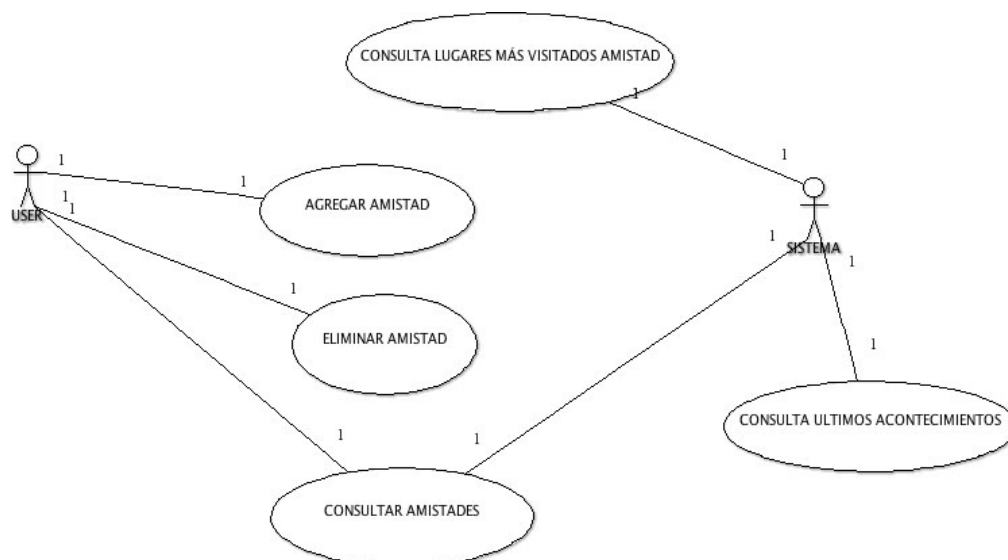 CONSULTA LUGARES MÁS VISITADOS AMISTAD
1
1
1
1
USER
AGREGAR AMISTAD
1
1
1
SISTEMA
1
1
1
ELIMINAR AMISTAD
1
CONSULTA ULTIMOS ACONTECIMIENTOS
1
1
CONSULTAR AMISTADES